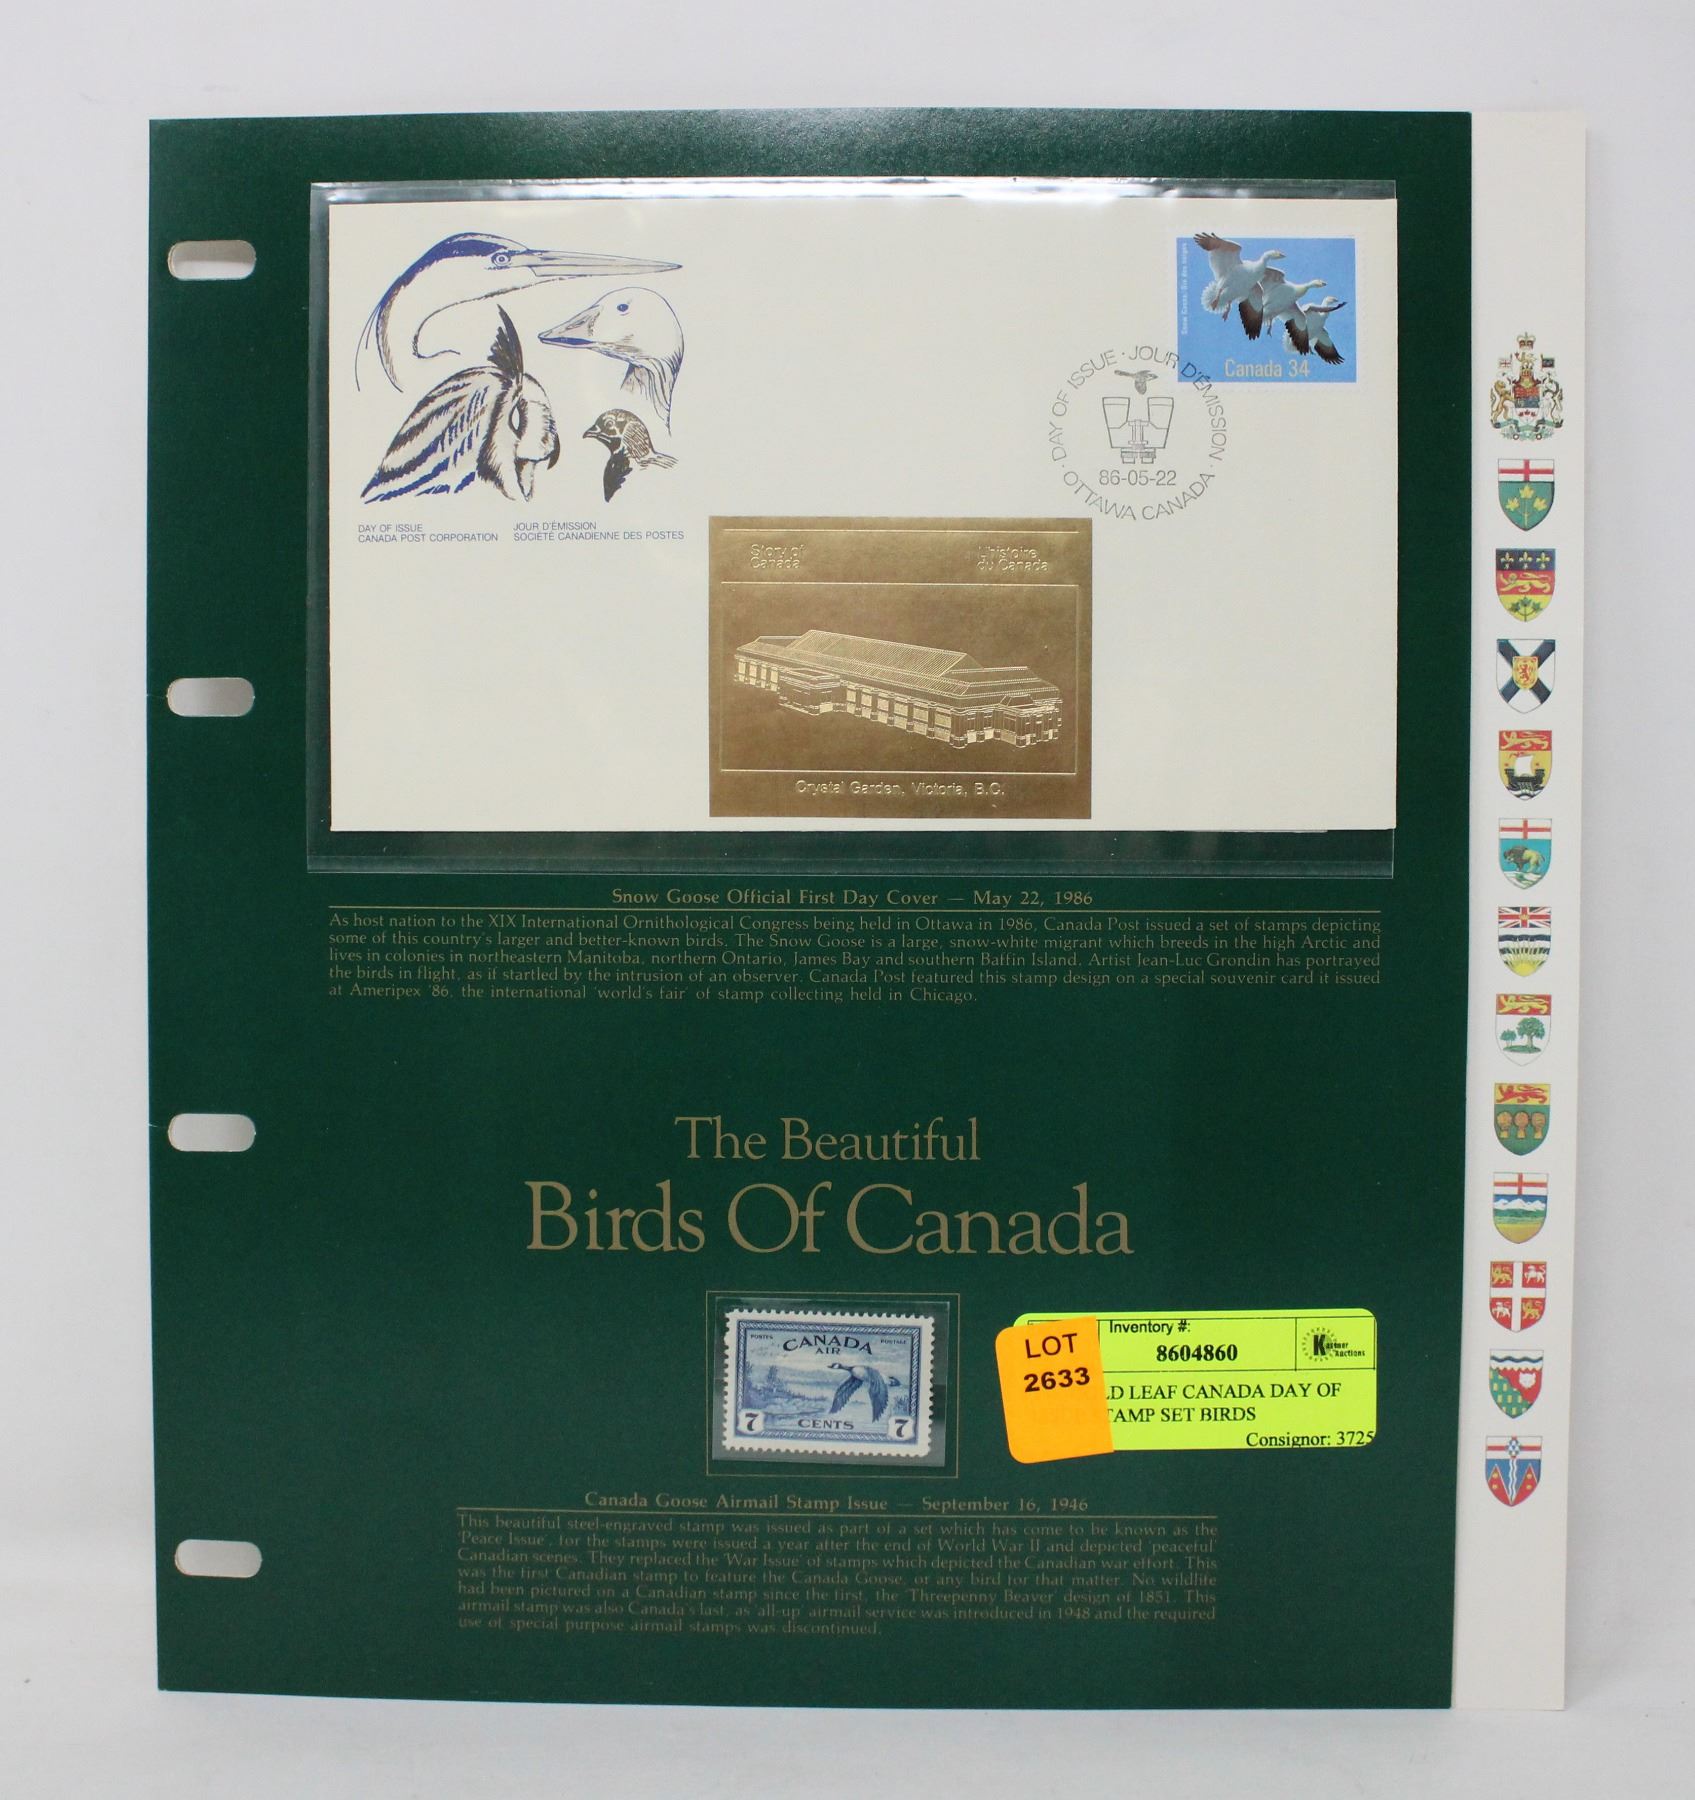 Snow Goose; Oie des neiges
Canada 34
DAY OF ISSUE · JOUR D'ÉMISSION ·
86-05-22
OTTAWA CANADA
DAY OF ISSUE
CANADA POST CORPORATION
JOUR D'ÉMISSION
SOCIÉTÉ CANADIENNE DES POSTES
Story of
Canada
L'histoire
du Canada
Crystal Garden, Victoria, B.C.
Snow Goose Official First Day Cover — May 22, 1986
As host nation to the XIX International Ornithological Congress being held in Ottawa in 1986, Canada Post issued a set of stamps depicting
some of this country's larger and better-known birds. The Snow Goose is a large, snow-white migrant which breeds in the high Arctic and
lives in colonies in northeastern Manitoba, northern Ontario, James Bay and southern Baffin Island. Artist Jean-Luc Grondin has portrayed
the birds in flight, as if startled by the intrusion of an observer. Canada Post featured this stamp design on a special souvenir card it issued
at Ameripex '86, the international 'world's fair' of stamp collecting held in Chicago.
The Beautiful
Birds Of Canada
POSTES
POSTAGE
CANADA
AIR
7
CENTS
7
LOT
2633
Inventory #:
8604860
Kastner
Auctions
LD LEAF CANADA DAY OF
TAMP SET BIRDS
Consignor: 3725
Canada Goose Airmail Stamp Issue — September 16, 1946
This beautiful steel-engraved stamp was issued as part of a set which has come to be known as the
'Peace Issue', for the stamps were issued a year after the end of World War II and depicted 'peaceful'
Canadian scenes. They replaced the 'War Issue' of stamps which depicted the Canadian war effort. This
was the first Canadian stamp to feature the Canada Goose, or any bird for that matter. No wildlife
had been pictured on a Canadian stamp since the first, the 'Threepenny Beaver' design of 1851. This
airmail stamp was also Canada's last, as 'all-up' airmail service was introduced in 1948 and the required
use of special purpose airmail stamps was discontinued.